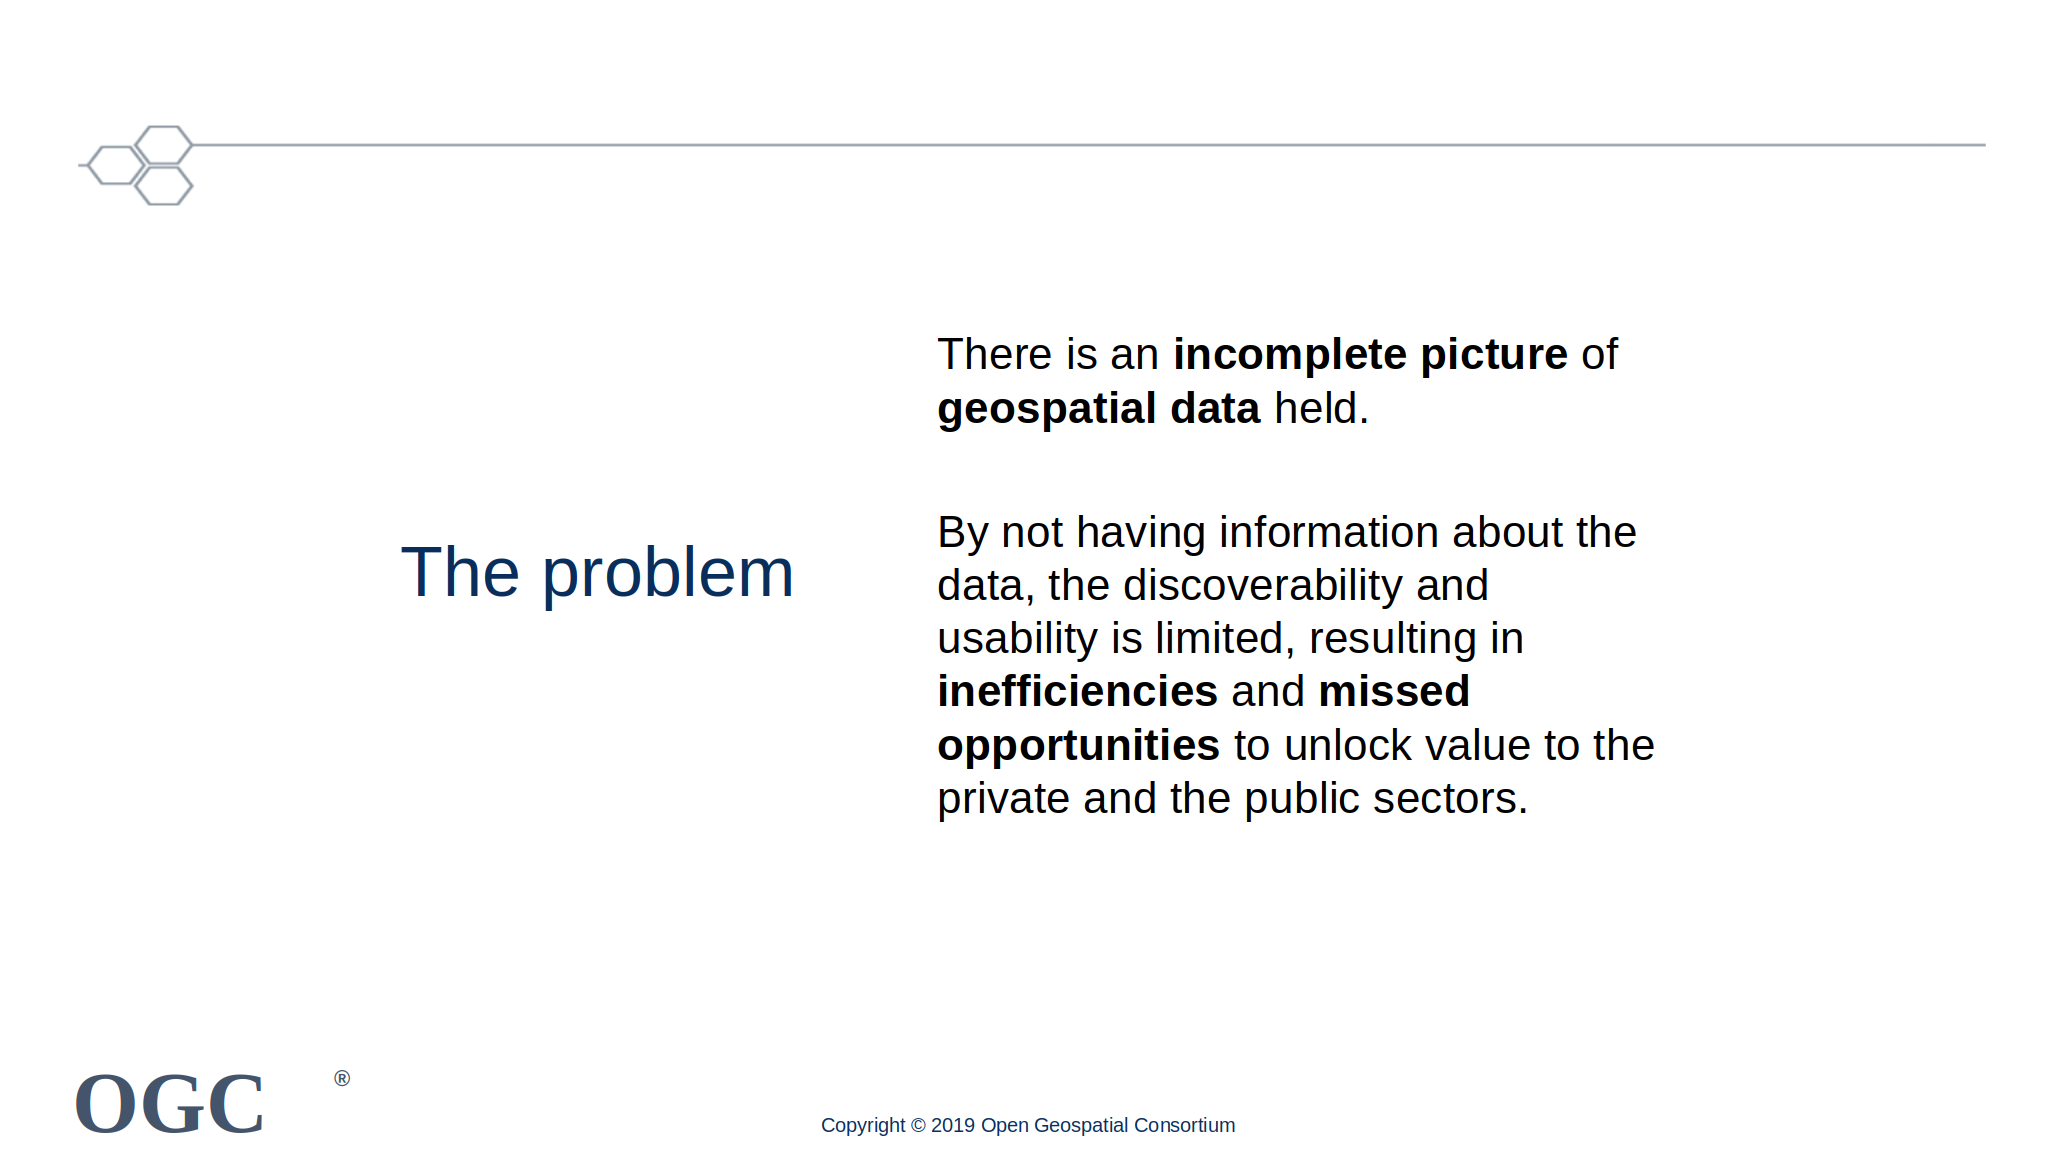 The problem
There is an incomplete picture of
geospatial data held.
By not having information about the
data, the discoverability and
usability is limited, resulting in
inefficiencies and missed
opportunities to unlock value to the
private and the public sectors.
OGC ®
Copyright © 2019 Open Geospatial Consortium